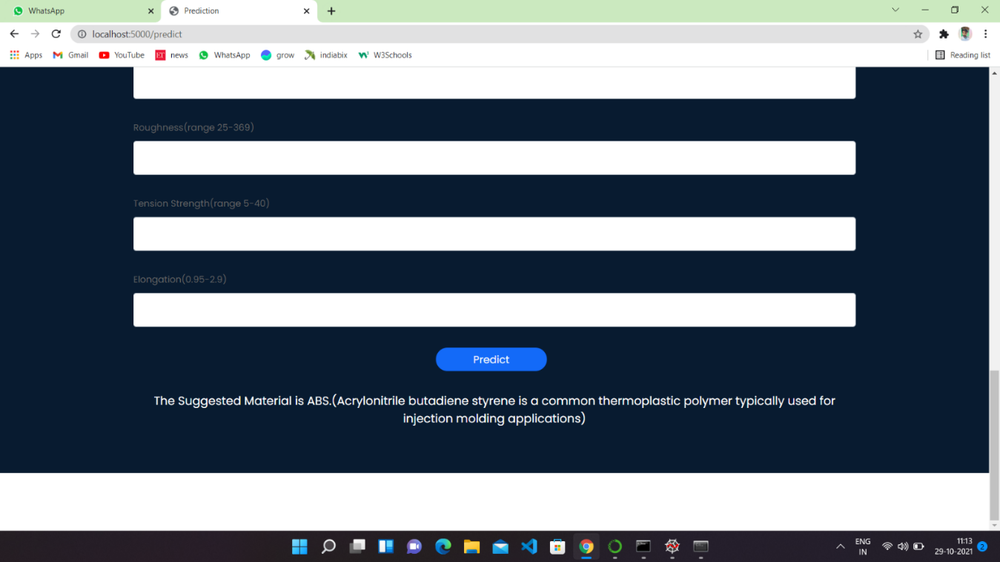 WhatsApp
Prediction
localhost:5000/predict
Apps
Gmail
YouTube
ET news
WhatsApp
grow
indiabix
W3Schools
Reading list
Roughness(range 25-369)
Tension Strength(range 5-40)
Elongation(0.95-2.9)
Predict
The Suggested Material is ABS.(Acrylonitrile butadiene styrene is a common thermoplastic polymer typically used for
injection molding applications)
ENG
IN
11:13
29-10-2021
2